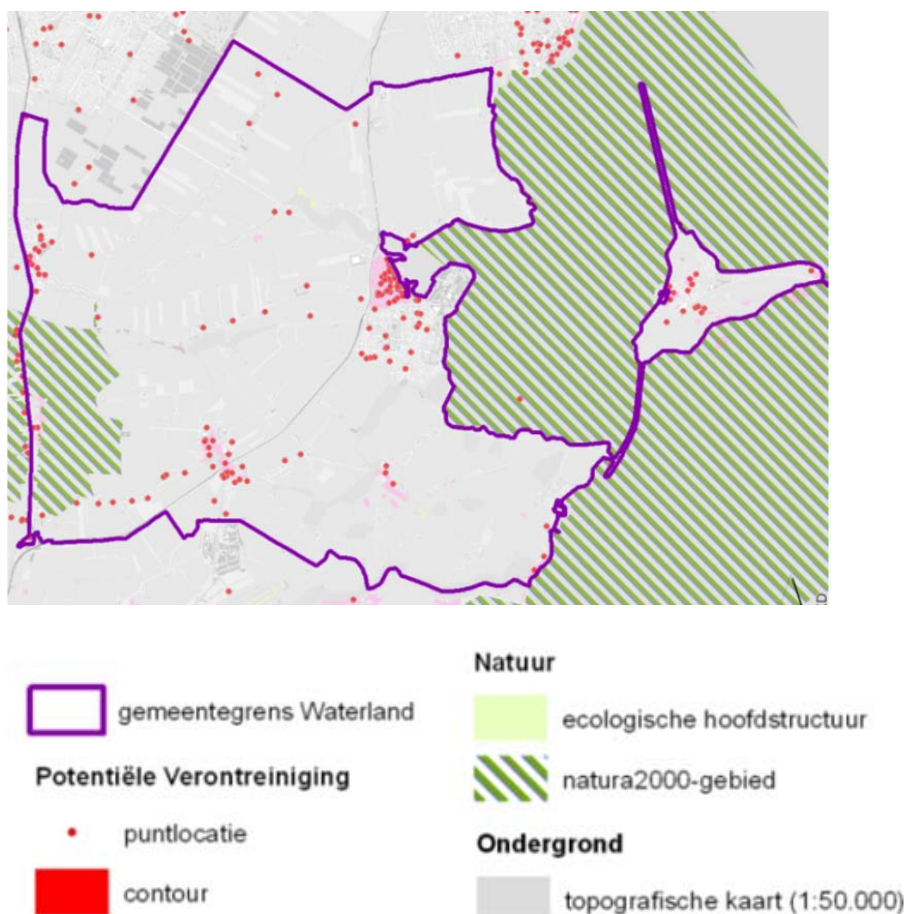 gemeentegrens Waterland
Potentiële Verontreiniging
puntlocatie
contour
Natuur
ecologische hoofdstructuur
natura2000-gebied
Ondergrond
topografische kaart (1:50.000)